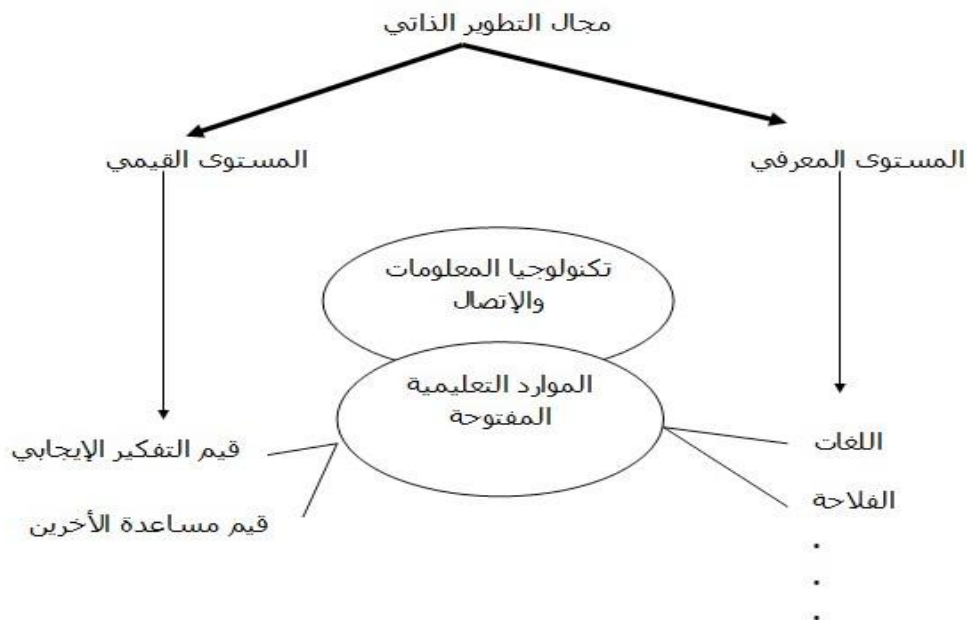 مجال التطوير الذاتي
المستوى المعرفي
المستوى القيمي
تكنولوجيا المعلومات
والإتصال
الموارد التعليمية
المفتوحة
اللغات
قيم التفكير الإيجابي
الفلاحة
قيم مساعدة الأخرين
.
.
.